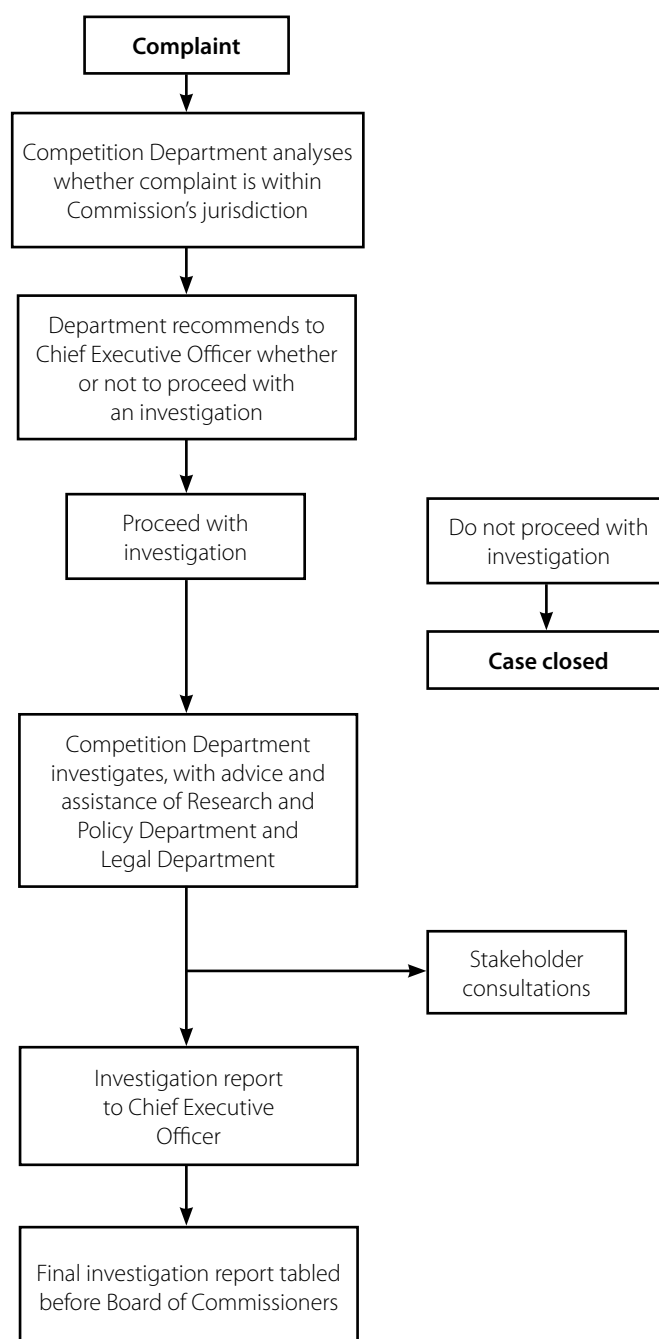 Complaint
Competition Department analyses
whether complaint is within
Commission’s jurisdiction
Department recommends to
Chief Executive Officer whether
or not to proceed with
an investigation
Proceed with
investigation
Do not proceed with
investigation
Case closed
Competition Department
investigates, with advice and
assistance of Research and
Policy Department and
Legal Department
Stakeholder
consultations
Investigation report
to Chief Executive
Officer
Final investigation report tabled
before Board of Commissioners